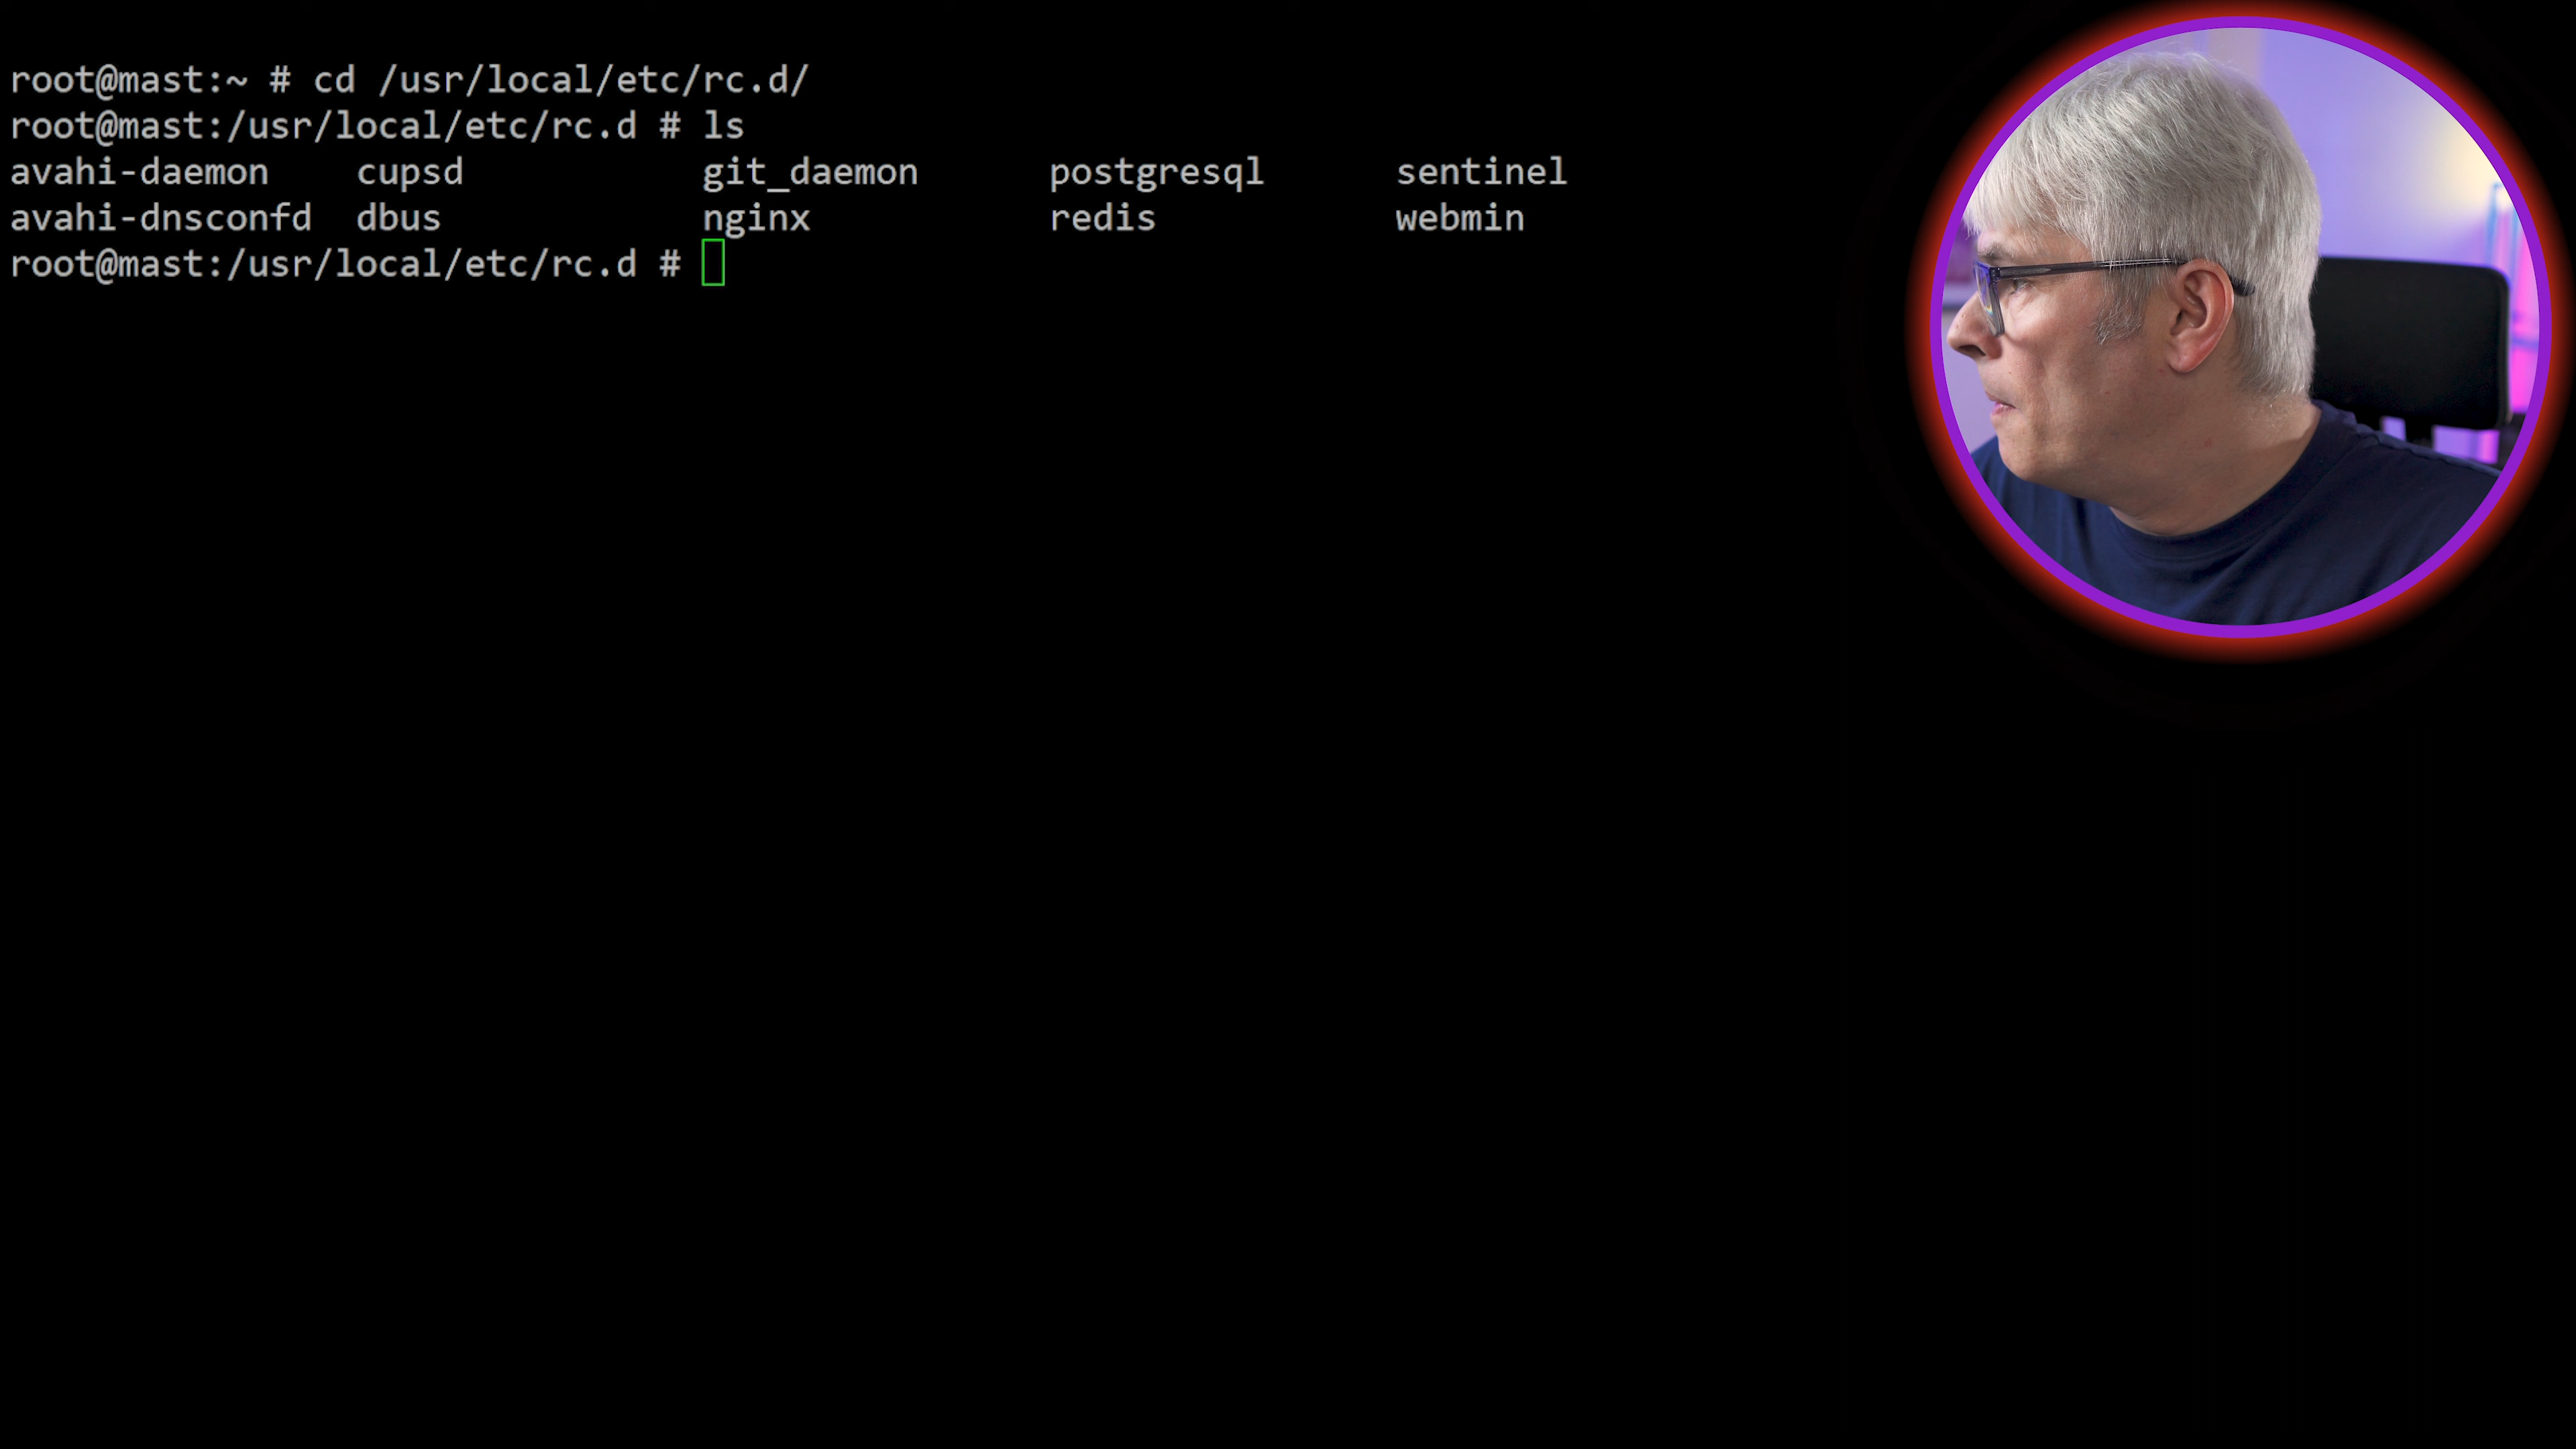 root@mast:~ # cd /usr/local/etc/rc.d/
root@mast:/usr/local/etc/rc.d # ls
avahi-daemon cupsd git_daemon postgresql sentinel
avahi-dnsconfd dbus nginx redis webmin
root@mast:/usr/local/etc/rc.d #